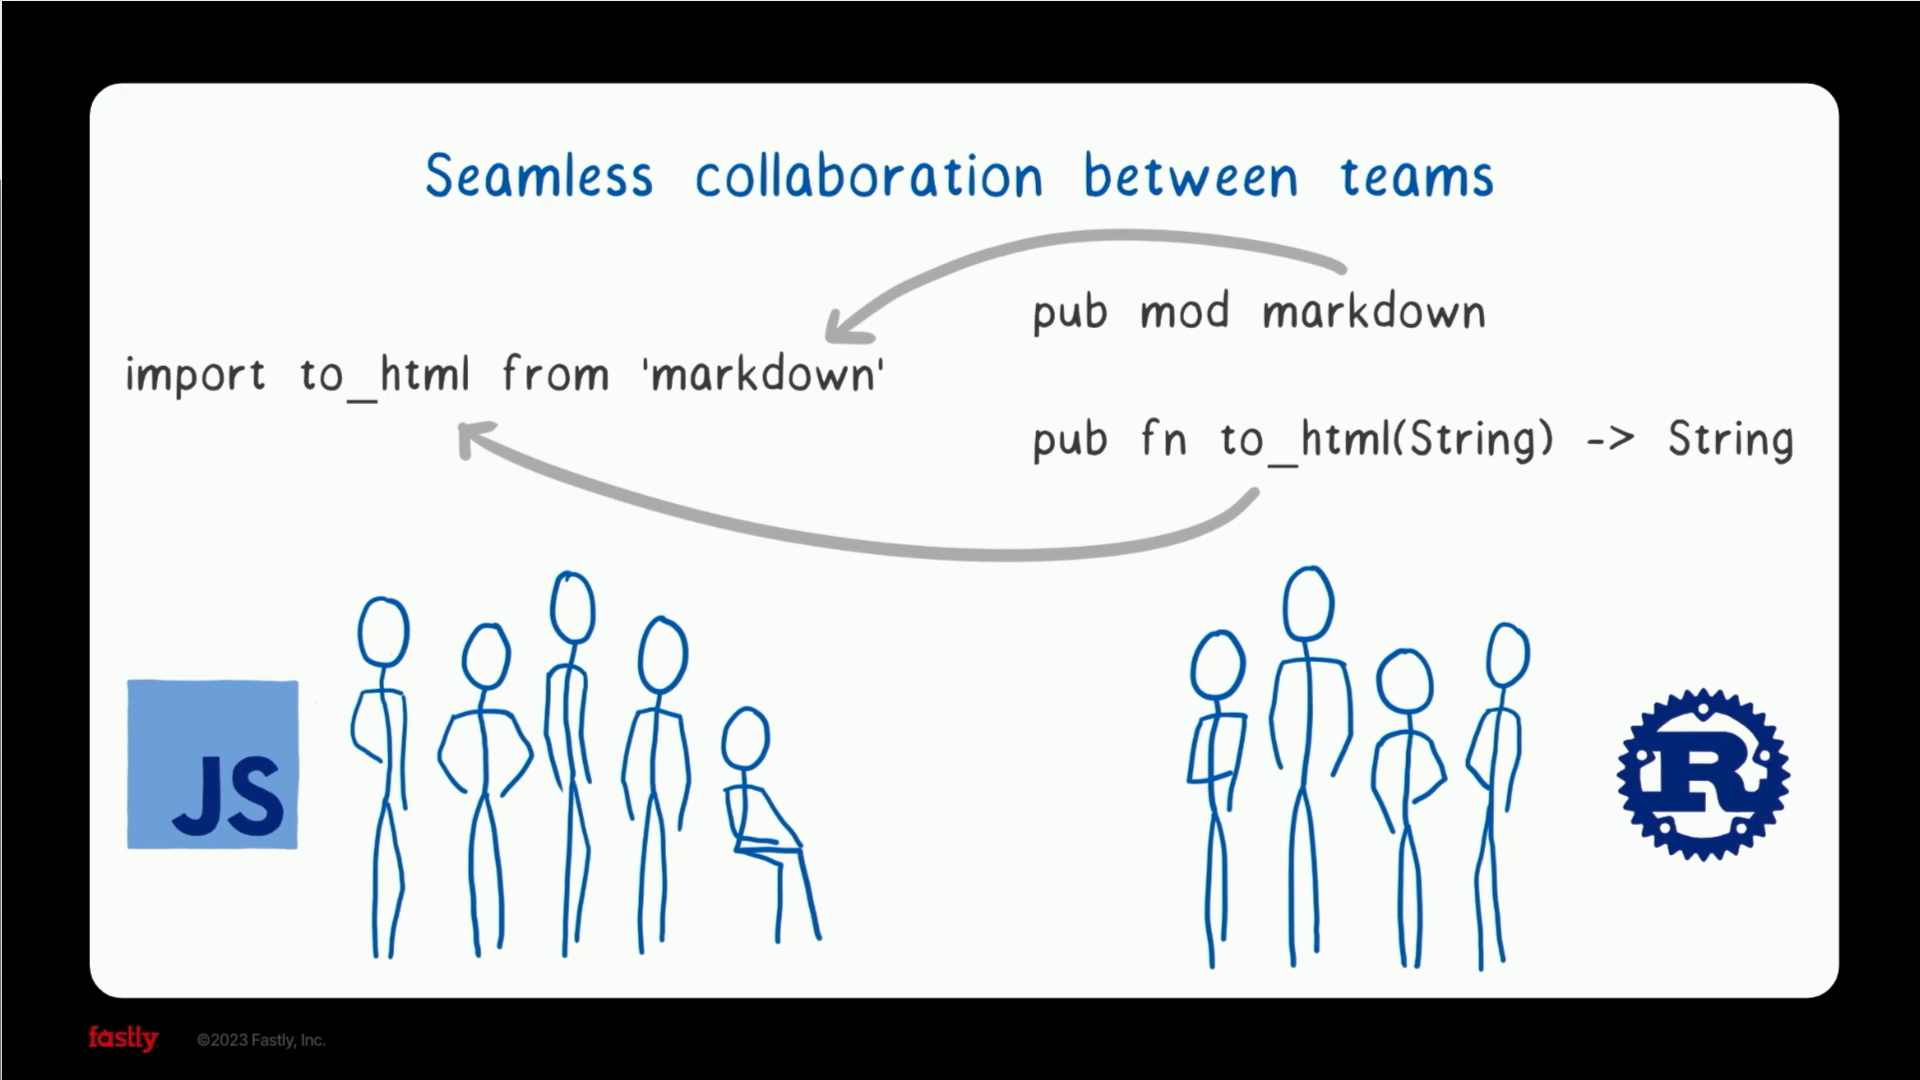 Seamless collaboration between teams
pub mod markdown
import to_html from 'markdown'
pub fn to_html(String) -> String
JS
R
fastly
©2023 Fastly, Inc.